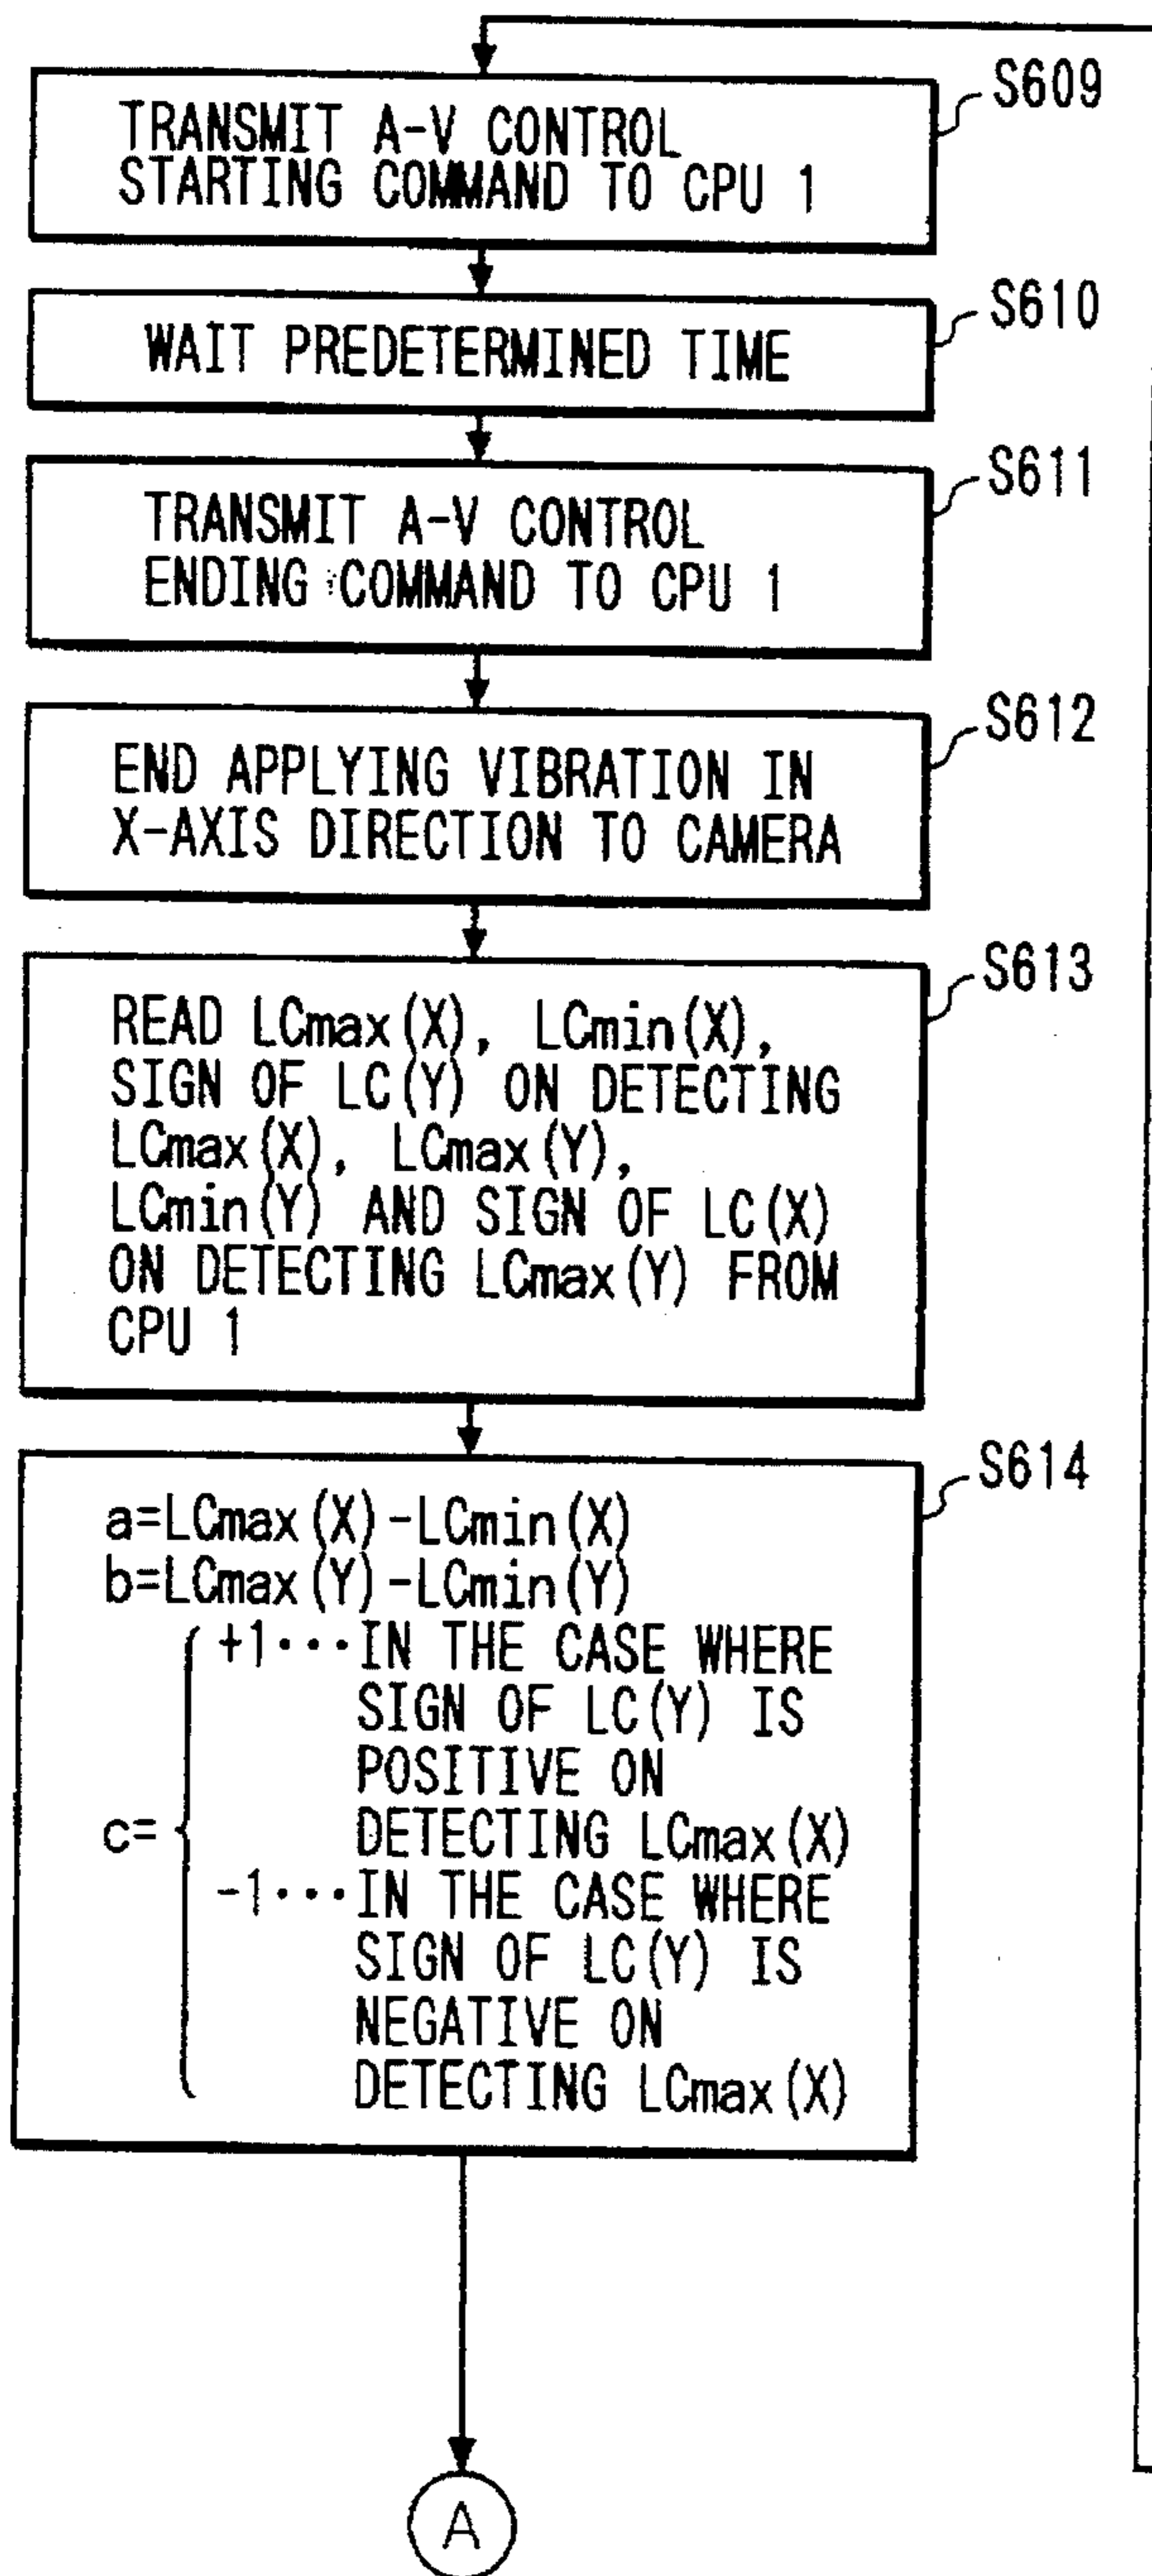 S609
TRANSMIT A-V CONTROL
STARTING COMMAND TO CPU 1
S610
WAIT PREDETERMINED TIME
S611
TRANSMIT A-V CONTROL
ENDING COMMAND TO CPU 1
S612
END APPLYING VIBRATION IN
X-AXIS DIRECTION TO CAMERA
S613
READ LCmax(X), LCmin(X),
SIGN OF LC(Y) ON DETECTING
LCmax(X), LCmax(Y),
LCmin(Y) AND SIGN OF LC(X)
ON DETECTING LCmax(Y) FROM
CPU 1
S614
a=LCmax(X)-LCmin(X)
b=LCmax(Y)-LCmin(Y)
+1···IN THE CASE WHERE
SIGN OF LC(Y) IS
POSITIVE ON
DETECTING LCmax(X)
c=
-1···IN THE CASE WHERE
SIGN OF LC(Y) IS
NEGATIVE ON
DETECTING LCmax(X)
A